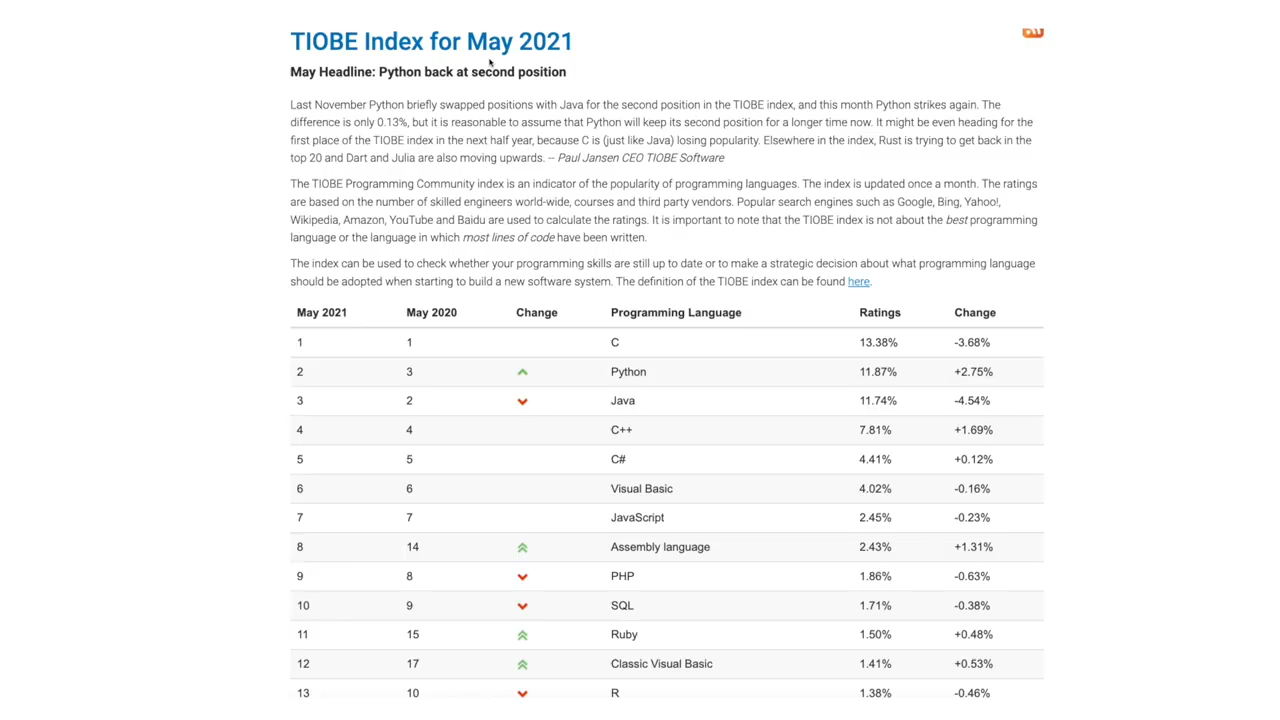 TIOBE Index for May 2021
May Headline: Python back at second position
Last November Python briefly swapped positions with Java for the second position in the TIOBE index, and this month Python strikes again. The
difference is only 0.13%, but it is reasonable to assume that Python will keep its second position for a longer time now. It might be even heading for the
first place of the TIOBE index in the next half year, because C is (just like Java) losing popularity. Elsewhere in the index, Rust is trying to get back in the
top 20 and Dart and Julia are also moving upwards. -- Paul Jansen CEO TIOBE Software
The TIOBE Programming Community index is an indicator of the popularity of programming languages. The index is updated once a month. The ratings
are based on the number of skilled engineers world-wide, courses and third party vendors. Popular search engines such as Google, Bing, Yahoo!,
Wikipedia, Amazon, YouTube and Baidu are used to calculate the ratings. It is important to note that the TIOBE index is not about the best programming
language or the language in which most lines of code have been written.
The index can be used to check whether your programming skills are still up to date or to make a strategic decision about what programming language
should be adopted when starting to build a new software system. The definition of the TIOBE index can be found here.
May 2021 May 2020 Change Programming Language Ratings Change
1 1 C 13.38% -3.68%
2 3 Python 11.87% +2.75%
3 2 Java 11.74% -4.54%
4 4 C++ 7.81% +1.69%
5 5 C# 4.41% +0.12%
6 6 Visual Basic 4.02% -0.16%
7 7 JavaScript 2.45% -0.23%
8 14 Assembly language 2.43% +1.31%
9 8 PHP 1.86% -0.63%
10 9 SQL 1.71% -0.38%
11 15 Ruby 1.50% +0.48%
12 17 Classic Visual Basic 1.41% +0.53%
13 10 R 1.38% -0.46%